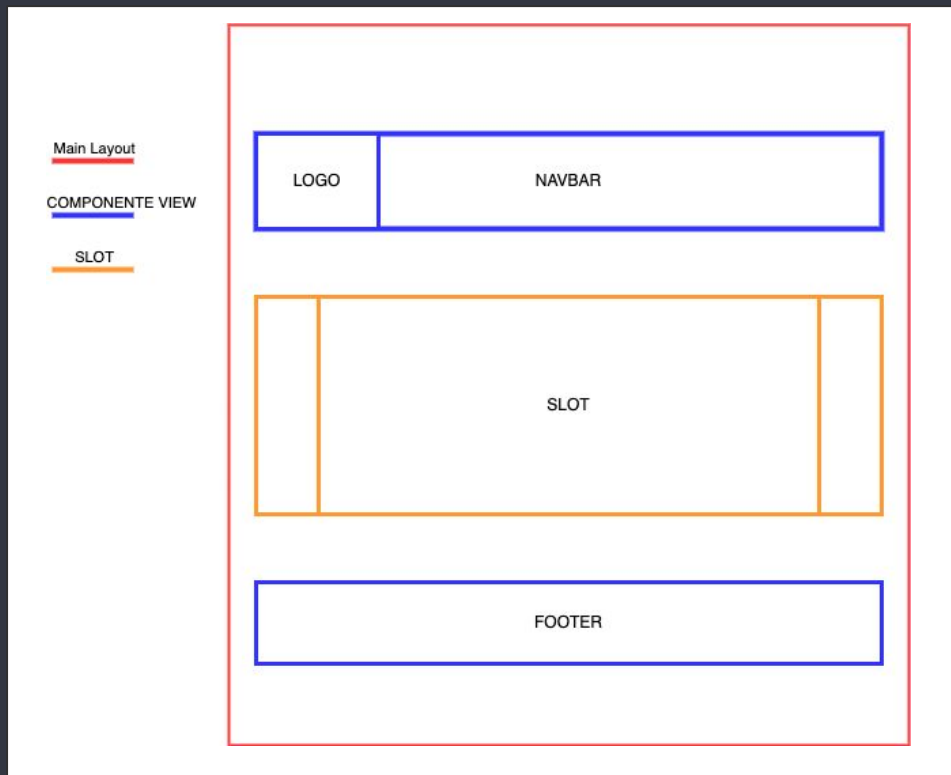 Main Layout
COMPONENTE VIEW
SLOT
LOGO
NAVBAR
SLOT
FOOTER